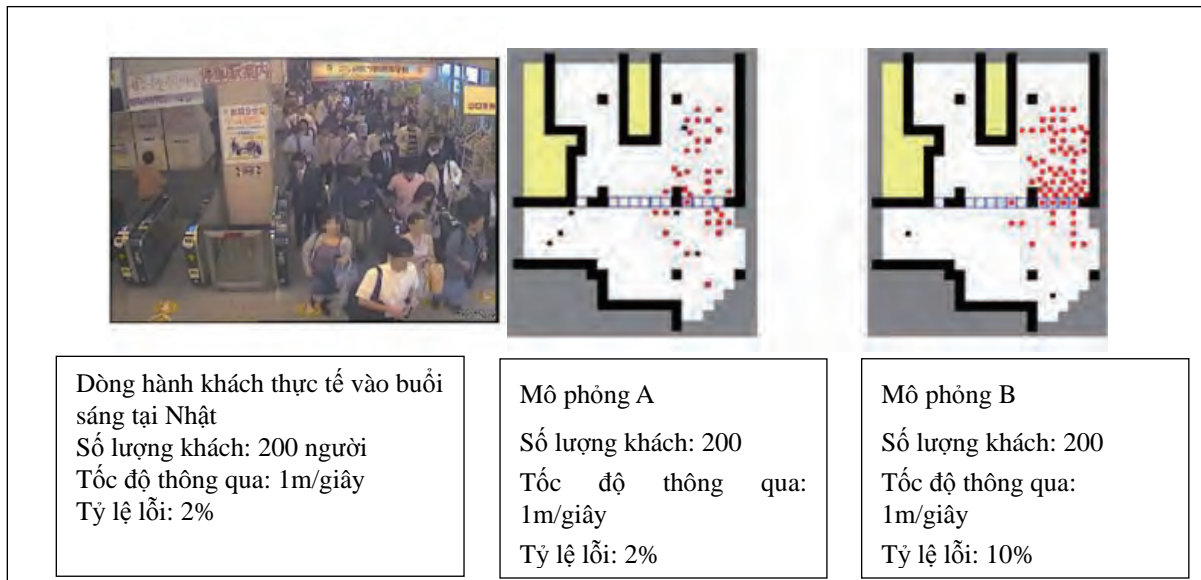 Dòng hành khách thực tế vào buổi
sáng tại Nhật
Số lượng khách: 200 người
Tốc độ thông qua: 1m/giây
Tỷ lệ lỗi: 2%
Mô phỏng A
Số lượng khách: 200
Tốc độ thông qua:
1m/giây
Tỷ lệ lỗi: 2%
Mô phỏng B
Số lượng khách: 200
Tốc độ thông qua:
1m/giây
Tỷ lệ lỗi: 10%